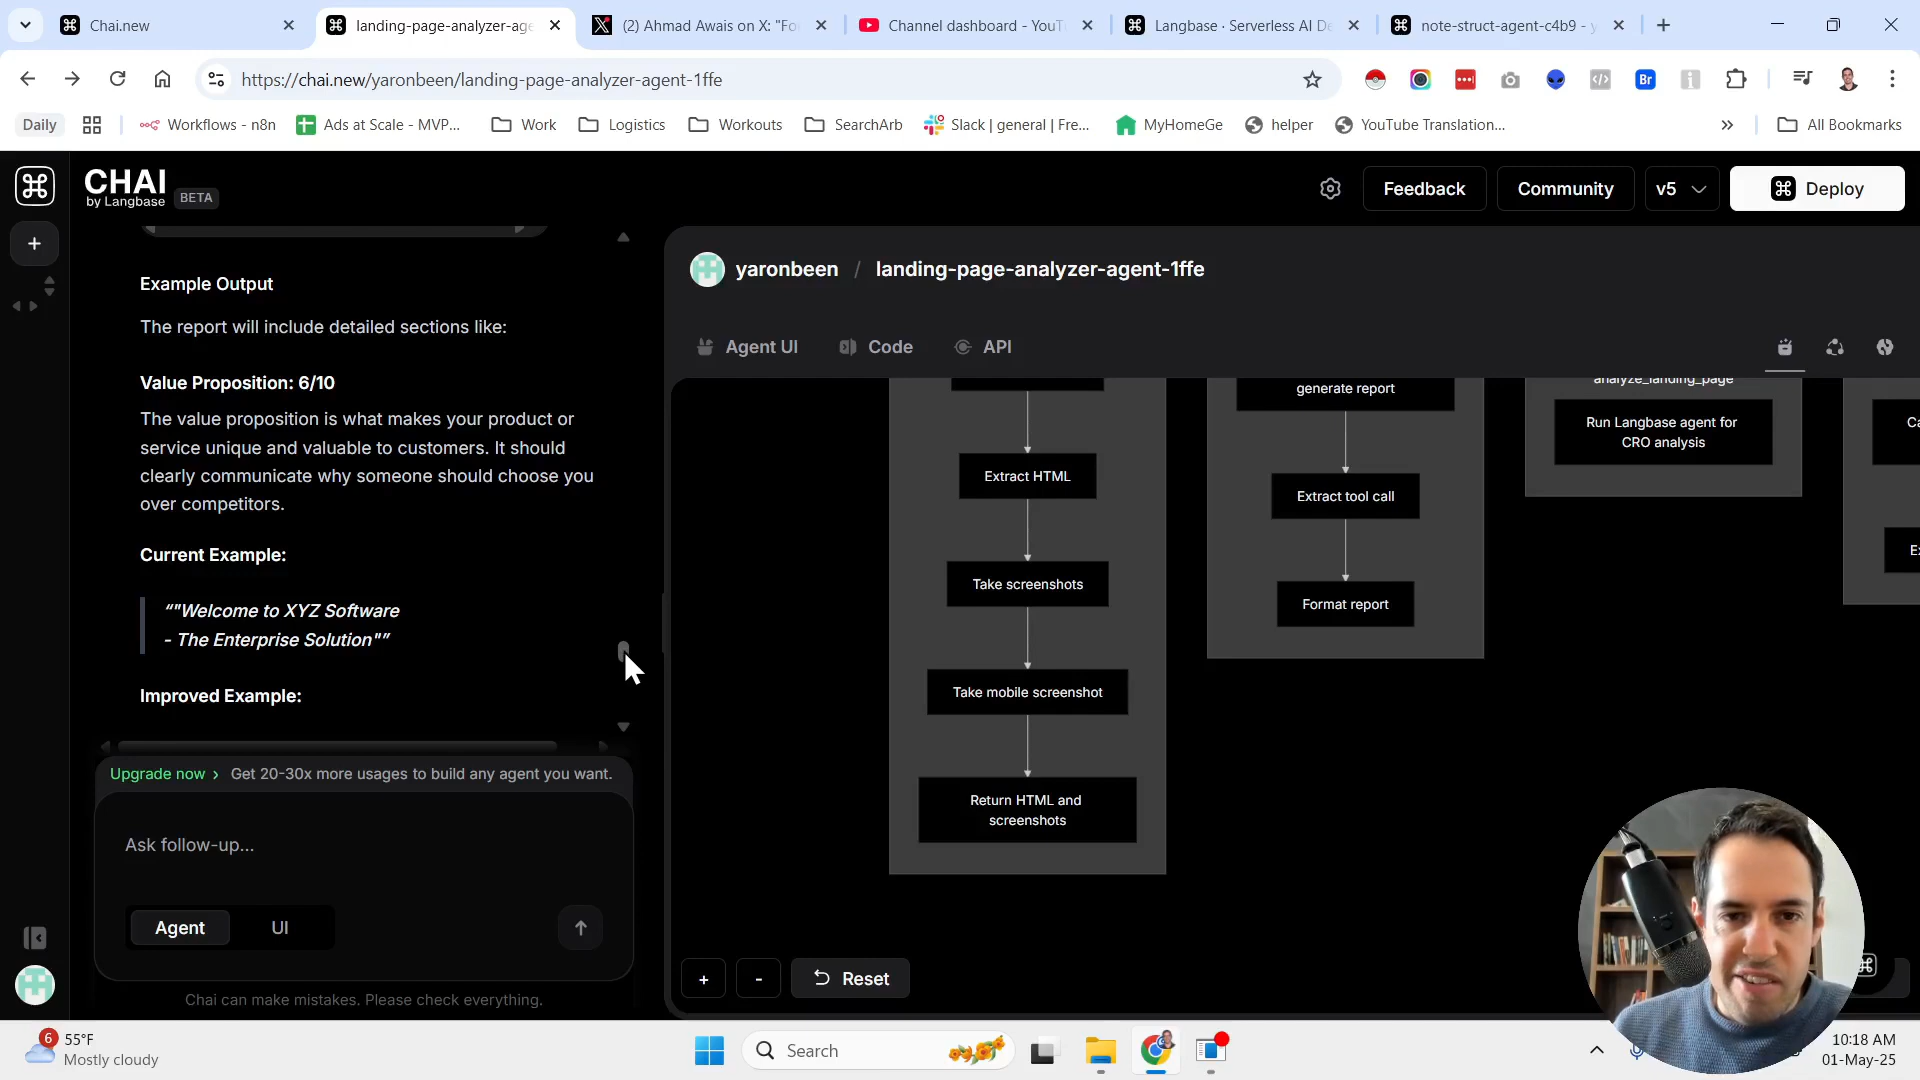 Chai.new
landing-page-analyzer-age
(2) Ahmad Awais on X: "Fo
Channel dashboard - YouT
Langbase · Serverless AI De
note-struct-agent-c4b9 - y
https://chai.new/yaronbeen/landing-page-analyzer-agent-1ffe
Br
Daily
Workflows - n8n
Ads at Scale - MVP...
Work
Logistics
Workouts
SearchArb
Slack | general | Fre...
MyHomeGe
helper
YouTube Translation...
All Bookmarks
CHAI
by Langbase
BETA
Feedback
Community
v5
Deploy
Example Output
The report will include detailed sections like:
Value Proposition: 6/10
The value proposition is what makes your product or
service unique and valuable to customers. It should
clearly communicate why someone should choose you
over competitors.
Current Example:
“"Welcome to XYZ Software
- The Enterprise Solution"”
Improved Example:
Upgrade now › Get 20-30x more usages to build any agent you want.
Ask follow-up...
Agent
UI
Chai can make mistakes. Please check everything.
yaronbeen / landing-page-analyzer-agent-1ffe
Agent UI
Code
API
Extract HTML
Take screenshots
Take mobile screenshot
Return HTML and
screenshots
generate report
Extract tool call
Format report
analyze_landing_page
Run Langbase agent for
CRO analysis
Ca
E
+
-
Reset
6
55°F
Mostly cloudy
Search
10:18 AM
01-May-25